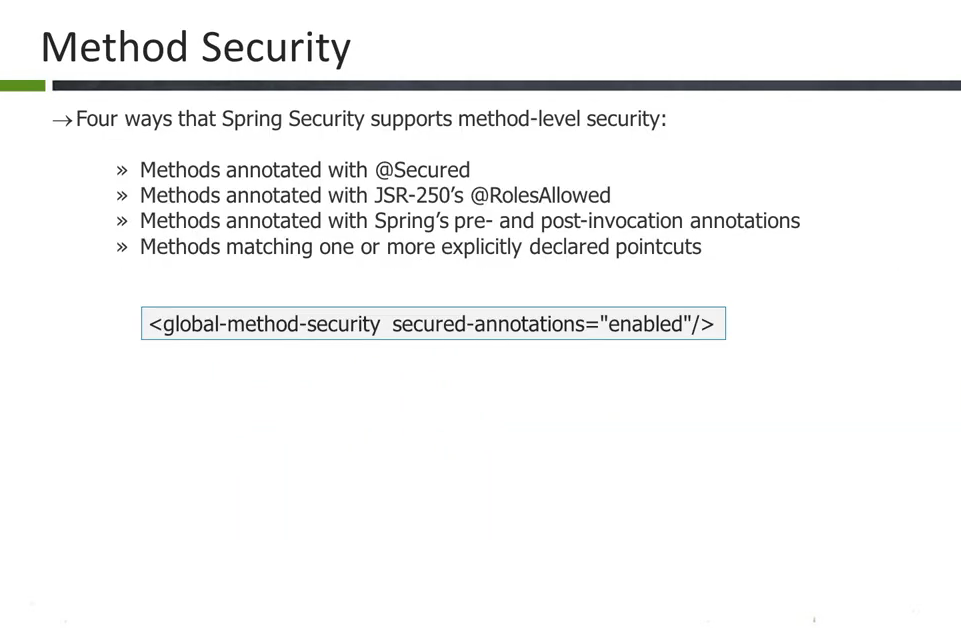 Method Security
→Four ways that Spring Security supports method-level security:
» Methods annotated with @Secured
» Methods annotated with JSR-250’s @RolesAllowed
» Methods annotated with Spring’s pre- and post-invocation annotations
» Methods matching one or more explicitly declared pointcuts
<global-method-security secured-annotations="enabled"/>